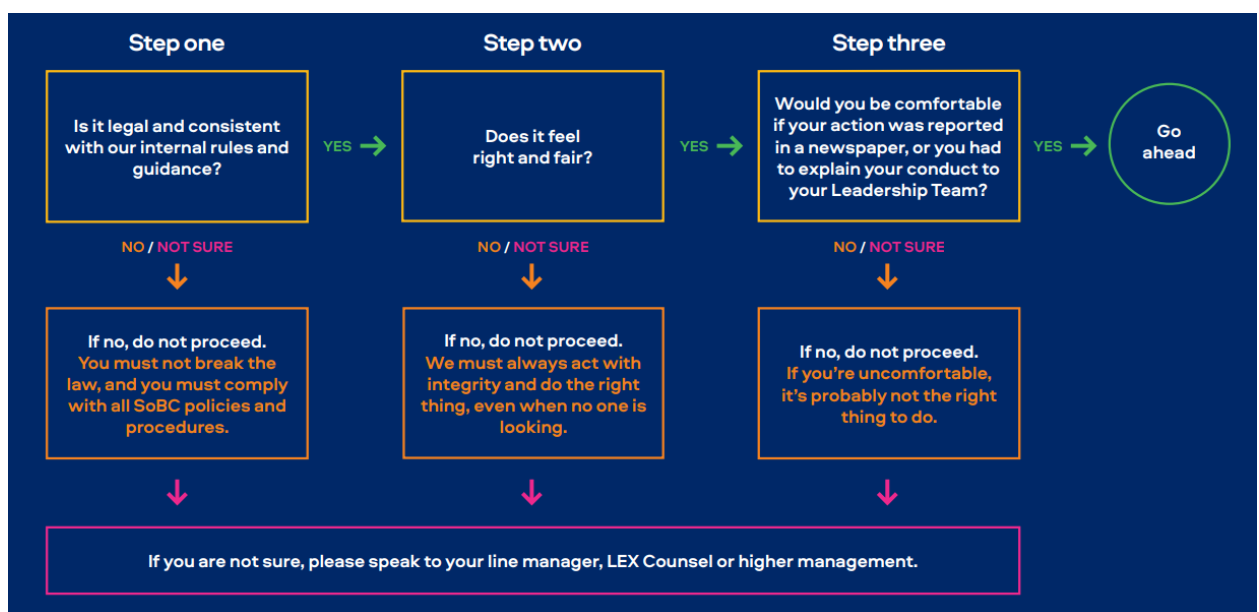 Step one
Step two
Step three
Is it legal and consistent
with our internal rules and
guidance?
YES
Does it feel
right and fair?
YES
Would you be comfortable
if your action was reported
in a newspaper, or you had
to explain your conduct to
your Leadership Team?
YES
Go
ahead
NO / NOT SURE
NO / NOT SURE
NO / NOT SURE
If no, do not proceed.
You must not break the
law, and you must comply
with all SoBC policies and
procedures.
If no, do not proceed.
We must always act with
integrity and do the right
thing, even when no one is
looking.
If no, do not proceed.
If you're uncomfortable,
it's probably not the right
thing to do.
If you are not sure, please speak to your line manager, LEX Counsel or higher management.